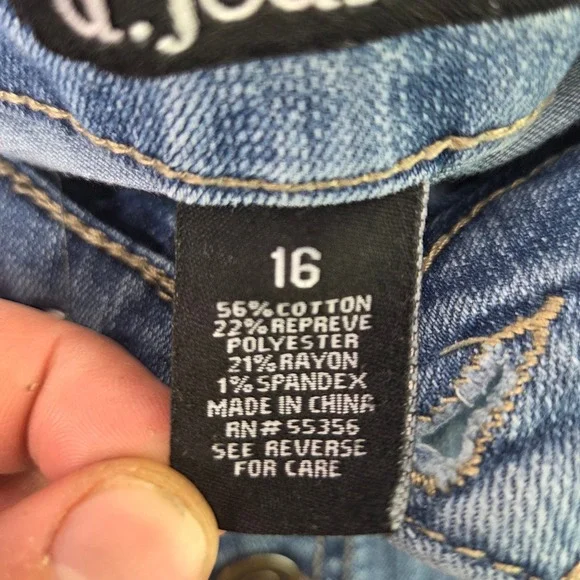 16
56% COTTON
22% REPREVE
POLYESTER
21% RAYON
1% SPANDEX
MADE IN CHINA
RN# 55356
SEE REVERSE
FOR CARE